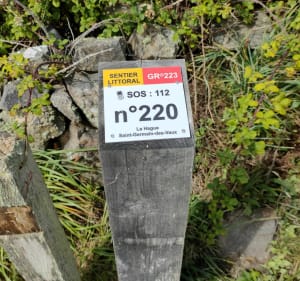 SENTIER LITTORAL GR®223
SOS : 112
n°220
La Hague
Saint-Germain-des-Vaux